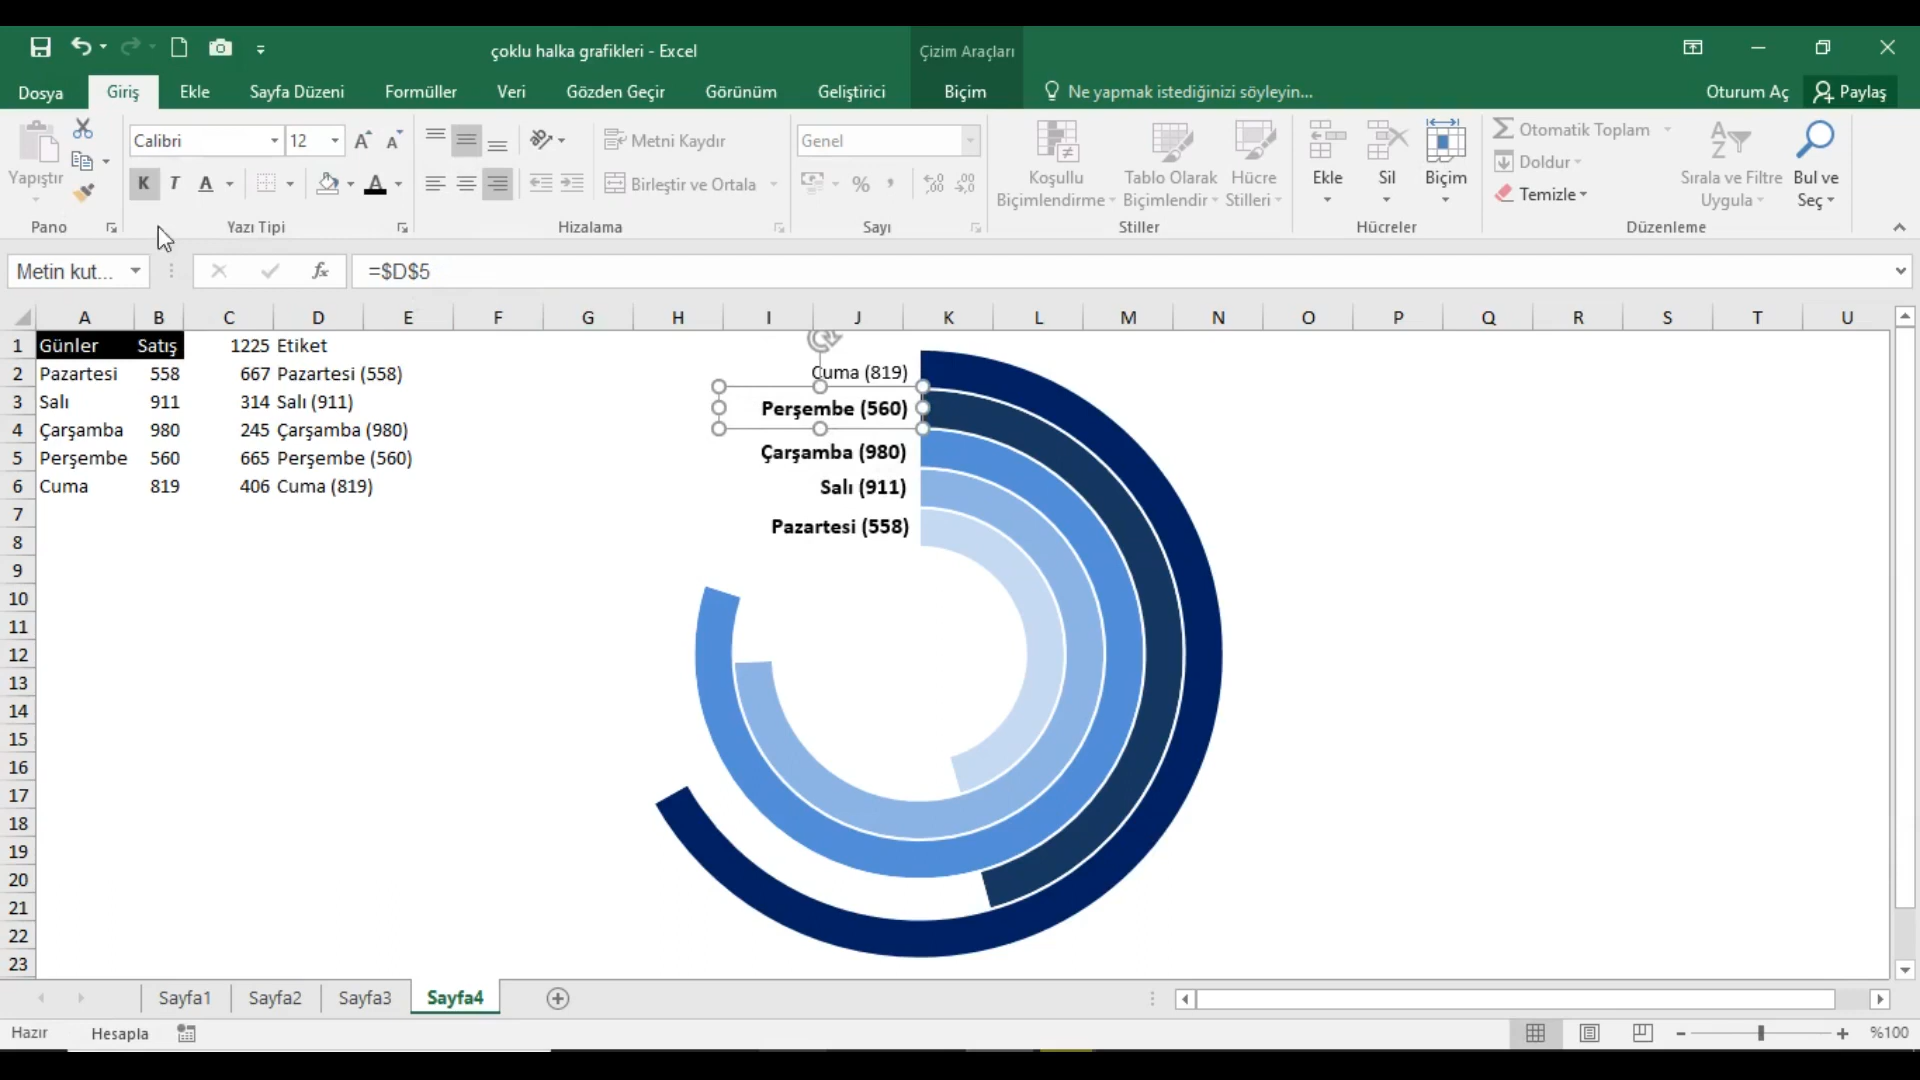 çoklu halka grafikleri - Excel
Çizim Araçları
Dosya
Giriş
Ekle
Sayfa Düzeni
Formüller
Veri
Gözden Geçir
Görünüm
Geliştirici
Biçim
Ne yapmak istediğinizi söyleyin...
Oturum Aç
Paylaş
Yapıştır
Pano
Calibri
12
K T A
A
Yazı Tipi
Metni Kaydır
Birleştir ve Ortala
Hizalama
Genel
Sayı
Koşullu
Biçimlendirme
Tablo Olarak
Biçimlendir
Hücre
Stilleri
Stiller
Ekle
Sil
Biçim
Hücreler
Otomatik Toplam
Doldur
Temizle
Sırala ve Filtre
Uygula
Bul ve
Seç
Düzenleme
Metin kut...
fx
=$D$5
A B C D E F G H I J K L M N O P Q R S T U
1 Günler Satış 1225 Etiket
2 Pazartesi 558 667 Pazartesi (558)
3 Salı 911 314 Salı (911)
4 Çarşamba 980 245 Çarşamba (980)
5 Perşembe 560 665 Perşembe (560)
6 Cuma 819 406 Cuma (819)
7
8
9
10
11
12
13
14
15
16
17
18
19
20
21
22
23
Cuma (819)
Perşembe (560)
Çarşamba (980)
Salı (911)
Pazartesi (558)
Sayfa1
Sayfa2
Sayfa3
Sayfa4
Hazır
Hesapla
%100